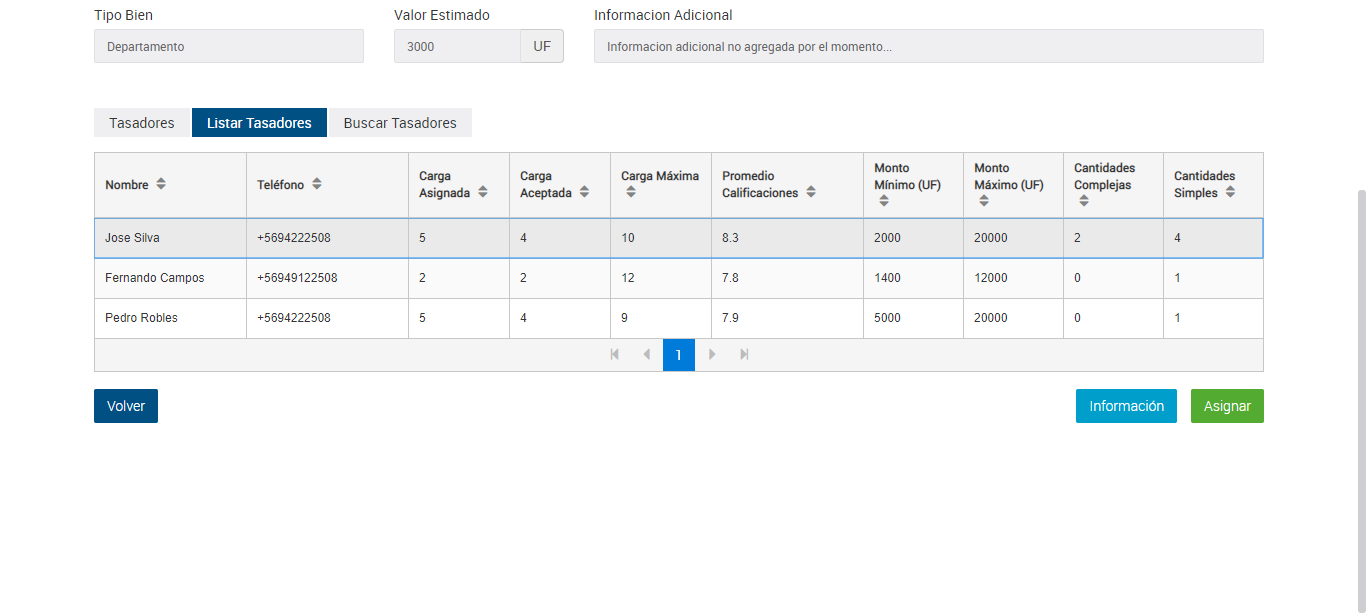 Tipo Bien Valor Estimado Informacion Adicional
Departamento 3000 UF Informacion adicional no agregada por el momento...
Tasadores Listar Tasadores Buscar Tasadores
Nombre Teléfono Carga Asignada Carga Aceptada Carga Máxima Promedio Calificaciones Monto Mínimo (UF) Monto Máximo (UF) Cantidades Complejas Cantidades Simples
Jose Silva +5694222508 5 4 10 8.3 2000 20000 2 4
Fernando Campos +56949122508 2 2 12 7.8 1400 12000 0 1
Pedro Robles +5694222508 5 4 9 7.9 5000 20000 0 1
1
Volver Información Asignar